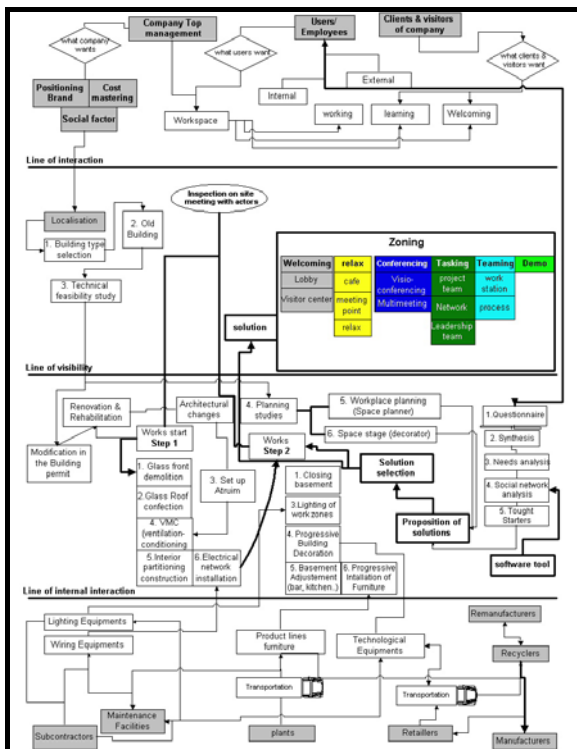 Company Top
management
Users/
Employees
Clients & visitors
of company
what company
wants
what users want
what clients &
visitors want
External
Internal
Positioning
Brand
Cost
mastering
Social factor
Workspace
working
learning
Welcoming
Line of interaction
Inspection on site
meeting with actors
Localisation
2. Old
Building
1. Building type
selection
3. Technical
feasibility study
Zoning
Welcoming
relax
Conferencing
Tasking
Teaming
Demo
Lobby
Visitor center
cafe
meeting
point
relax
Visio-
conferencing
Multimeeting
project
team
Network
Leadership
team
work
station
process
solution
Line of visibility
Renovation &
Rehabilitation
Architectural
changes
4. Planning
studies
5. Workplace planning
(Space planner)
6. Space stage (decorator)
Works start
Step 1
Works
Step 2
Modification in
the Building
permit
1. Glass front
demolition
2.Glass Roof
confection
3. Set up
Atruim
4. VMC
(ventilation-
conditioning
5.Interior
partitioning
construction
6.Electrical
network
installation
1. Closing
basement
3.Lighting of
work zones
4. Progressive
Building
Decoration
5. Basement
Adjustement
(bar, kitchen..)
6. Progressive
Intallation of
Furniture
Solution
selection
Proposition of
solutions
1.Questionnaire
2. Synthesis
3. Needs analysis
4. Social network
analysis
5. Tought
Starters
software tool
Line of internal interaction
Lighting Equipments
Wiring Equipments
Product lines
furniture
Technological
Equipments
Remanufacturers
Recyclers
Transportation
Transportation
Maintenance
Facilities
Subcontractors
plants
Retaillers
Manufacturers